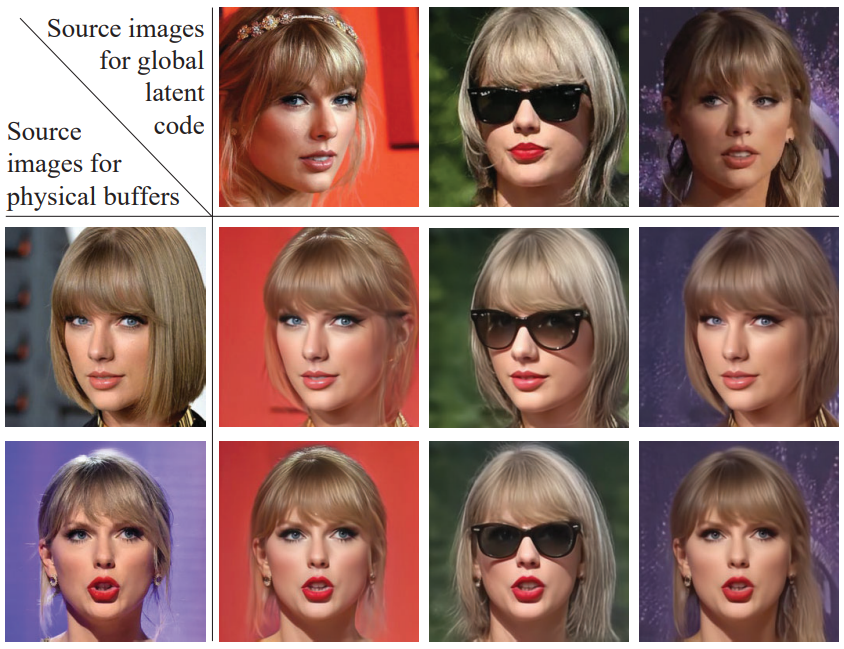 Source images
for global
latent
code
Source
images for
physical buffers